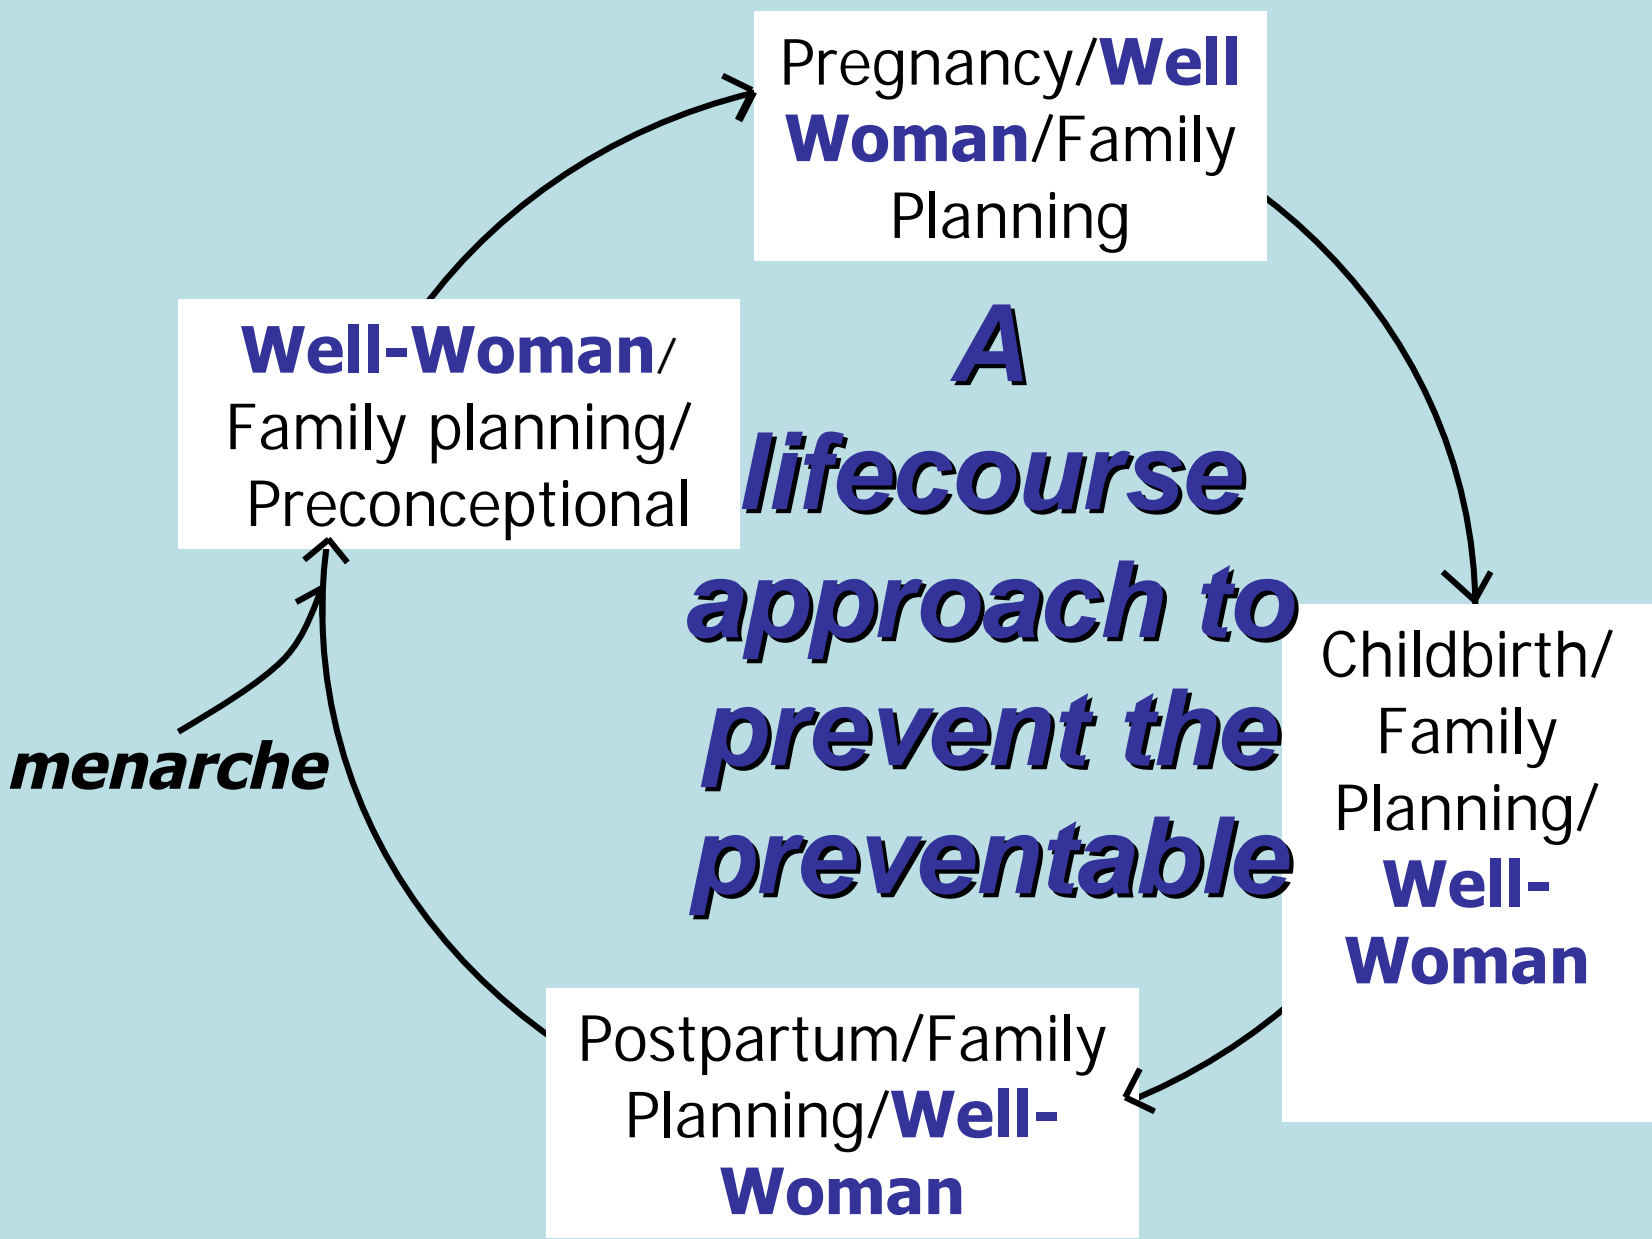 Pregnancy/Well
Woman/Family
Planning
Well-Woman/
Family planning/
Preconceptional
A
lifecourse
approach to
prevent the
preventable
Childbirth/
Family
Planning/
Well-
Woman
menarche
Postpartum/Family
Planning/Well-
Woman